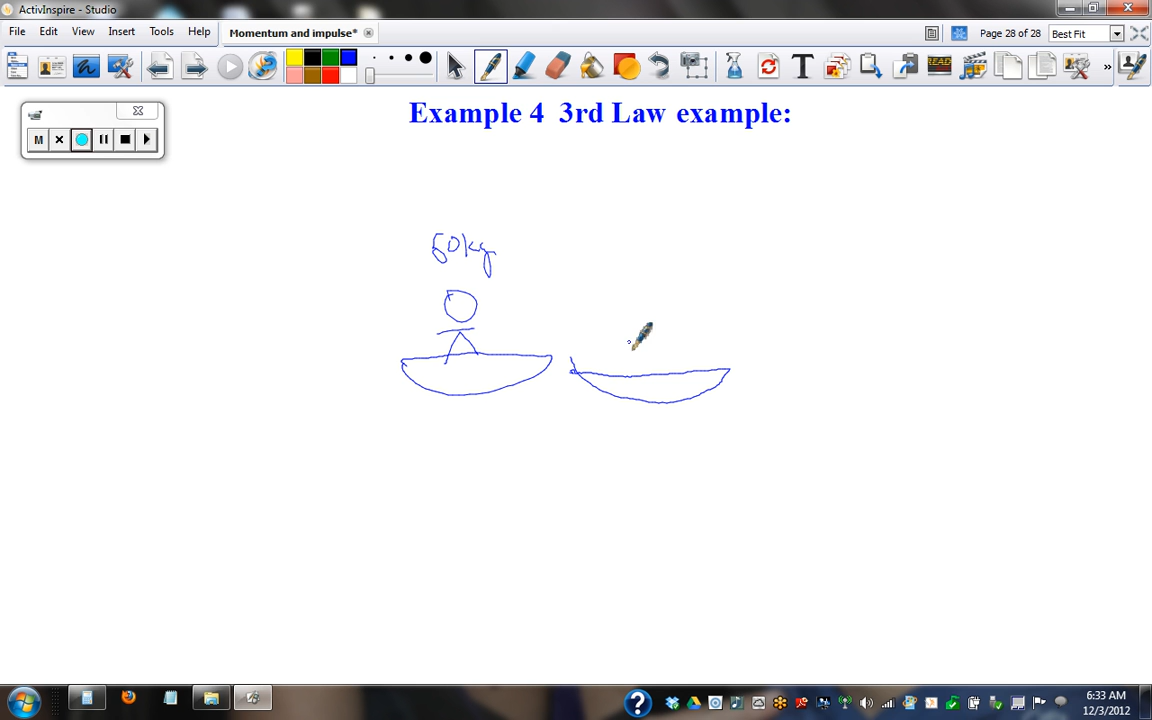 ActivInspire - Studio
File Edit View Insert Tools Help Momentum and impulse* Page 28 of 28 Best Fit
Example 4 3rd Law example:
M
50kg
6:33 AM
12/3/2012